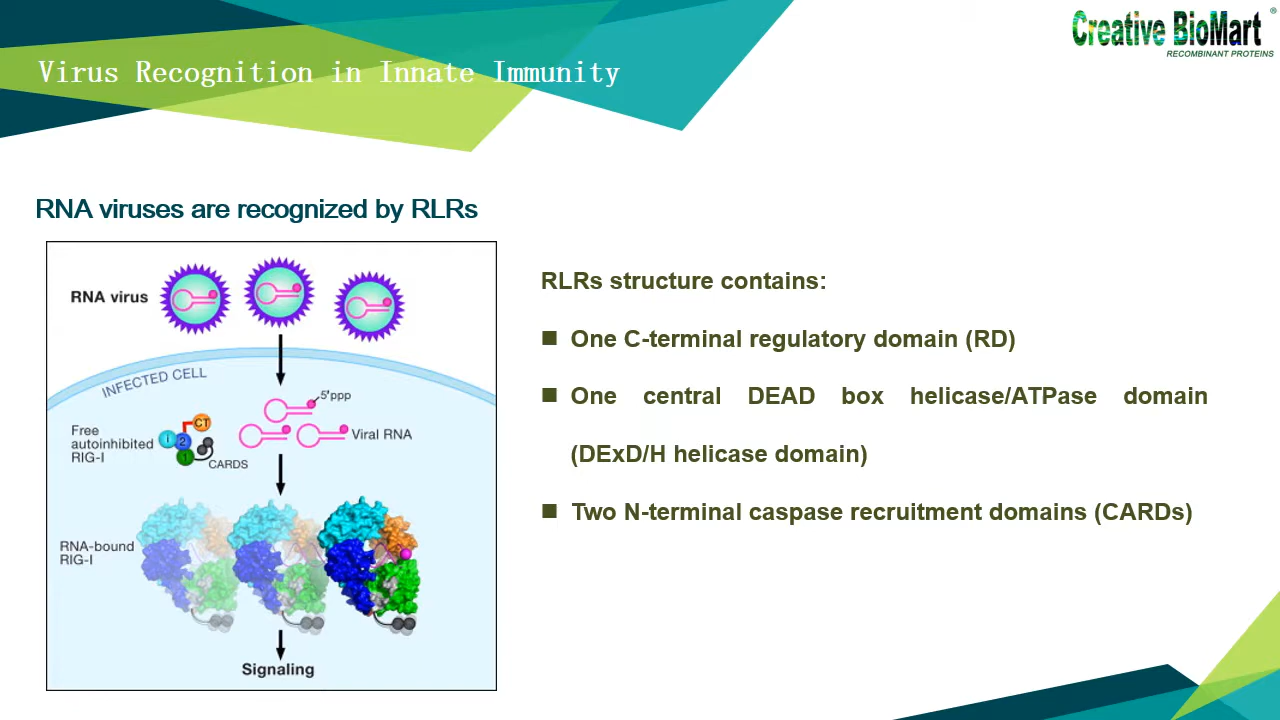 Creative BioMart ®
RECOMBINANT PROTEINS
Virus Recognition in Innate Immunity
RNA viruses are recognized by RLRs
RNA virus
INFECTED CELL
5'ppp
Viral RNA
Free
autoinhibited
RIG-I
CT
1
2
1
CARDS
RNA-bound
RIG-I
Signaling
RLRs structure contains:
One C-terminal regulatory domain (RD)
One central DEAD box helicase/ATPase domain
(DExD/H helicase domain)
Two N-terminal caspase recruitment domains (CARDs)